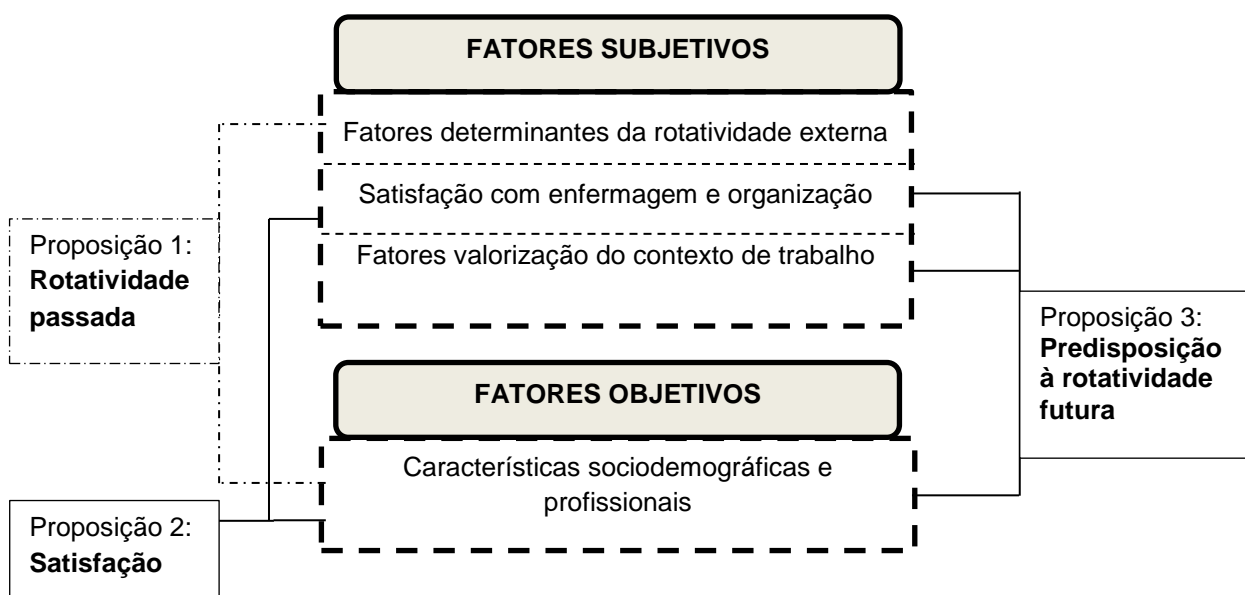 FATORES SUBJETIVOS
Fatores determinantes da rotatividade externa
Satisfação com enfermagem e organização
Fatores valorização do contexto de trabalho
Proposição 1:
Rotatividade
passada
Proposição 3:
Predisposição
à rotatividade
futura
FATORES OBJETIVOS
Características sociodemográficas e
profissionais
Proposição 2:
Satisfação